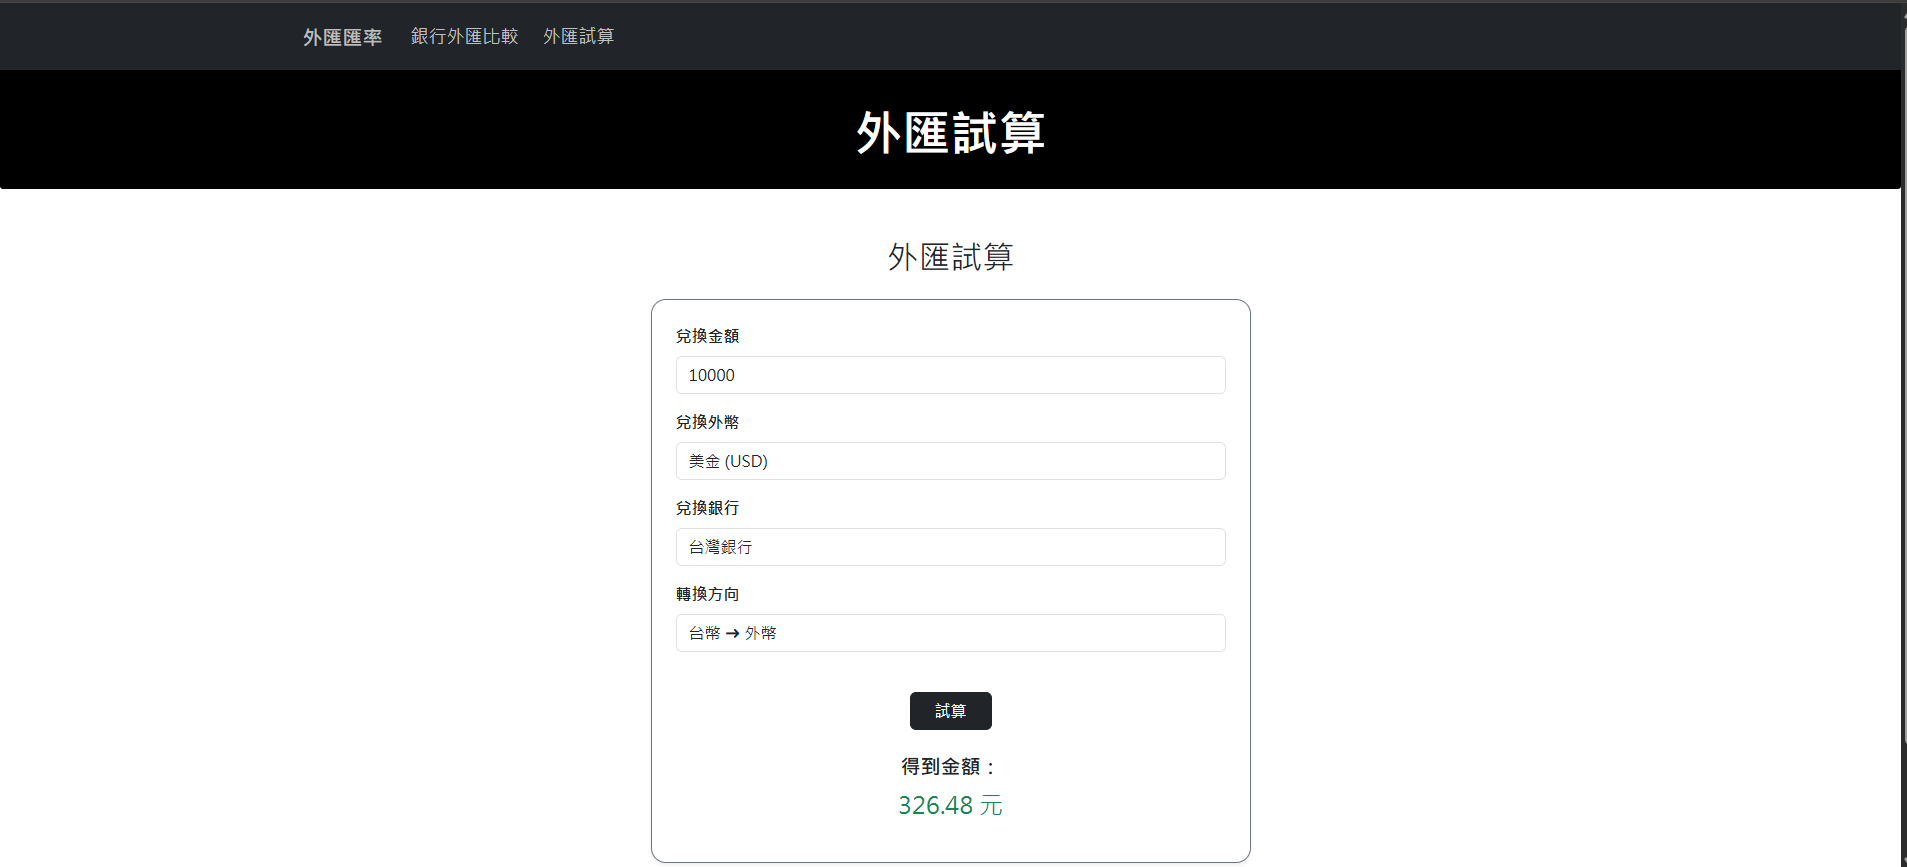 外匯匯率 銀行外匯比較 外匯試算
外匯試算
外匯試算
兌換金額
10000
兌換外幣
美金 (USD)
兌換銀行
台灣銀行
轉換方向
台幣 ➜ 外幣
試算
得到金額：
326.48 元